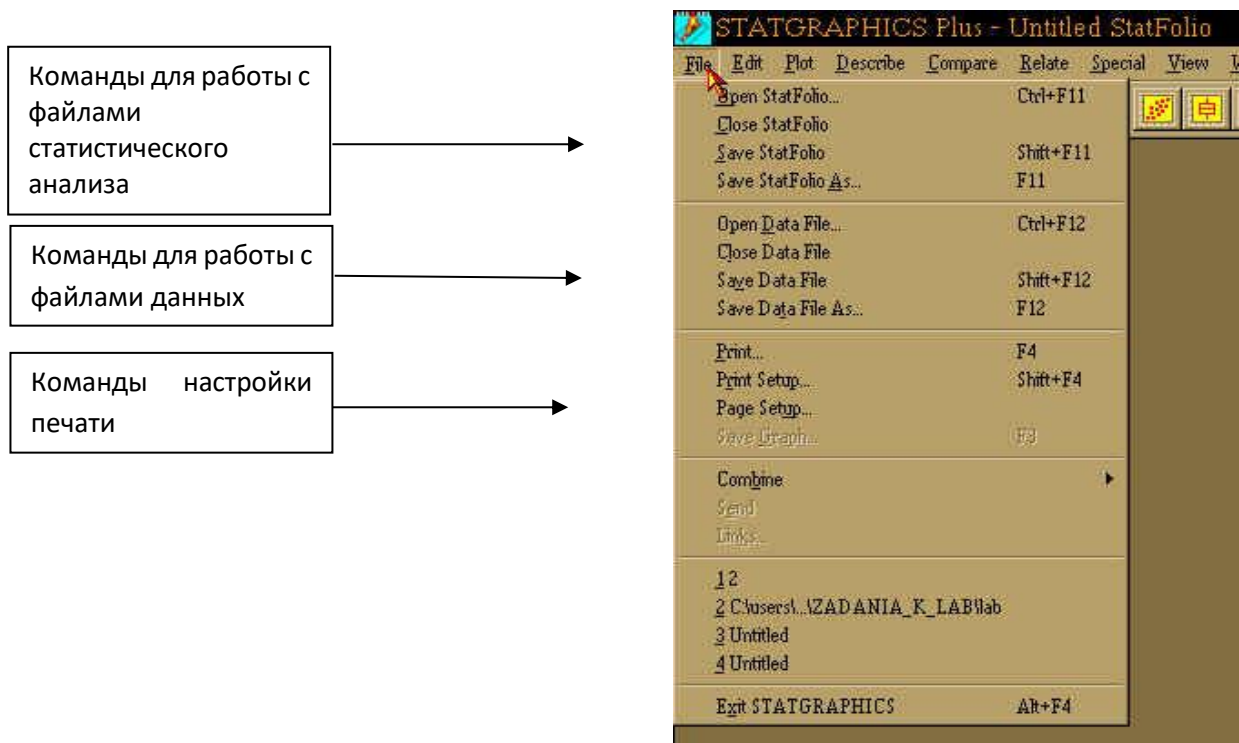 Команды для работы с
файлами
статистического
анализа
Команды для работы с
файлами данных
Команды настройки
печати
STATGRAPHICS Plus - Untitled StatFolio
File Edit Plot Describe Compare Relate Special View
Open StatFolio... Ctrl+F11
Close StatFolio
Save StatFolio Shift+F11
Save StatFolio As... F11
Open Data File... Ctrl+F12
Close Data File
Save Data File Shift+F12
Save Data File As... F12
Print... F4
Print Setup... Shift+F4
Page Setup...
Save Graph... F3
Combine
Send
Links...
1 2
2 C:\users\...\ZADANIA_K_LAB\lab
3 Untitled
4 Untitled
Exit STATGRAPHICS Alt+F4